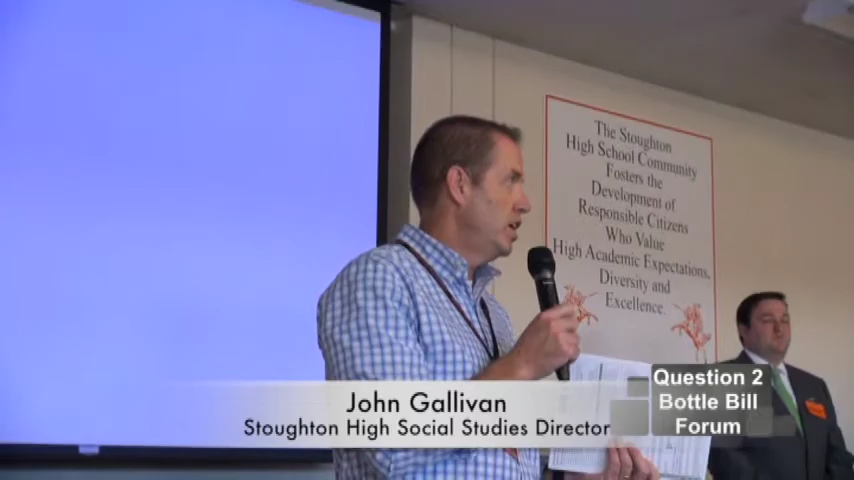 The Stoughton
High School Community
Fosters the
Development of
Responsible Citizens
Who Value
High Academic Expectations,
Diversity and
Excellence.
John Gallivan
Stoughton High Social Studies Director
Question 2
Bottle Bill
Forum